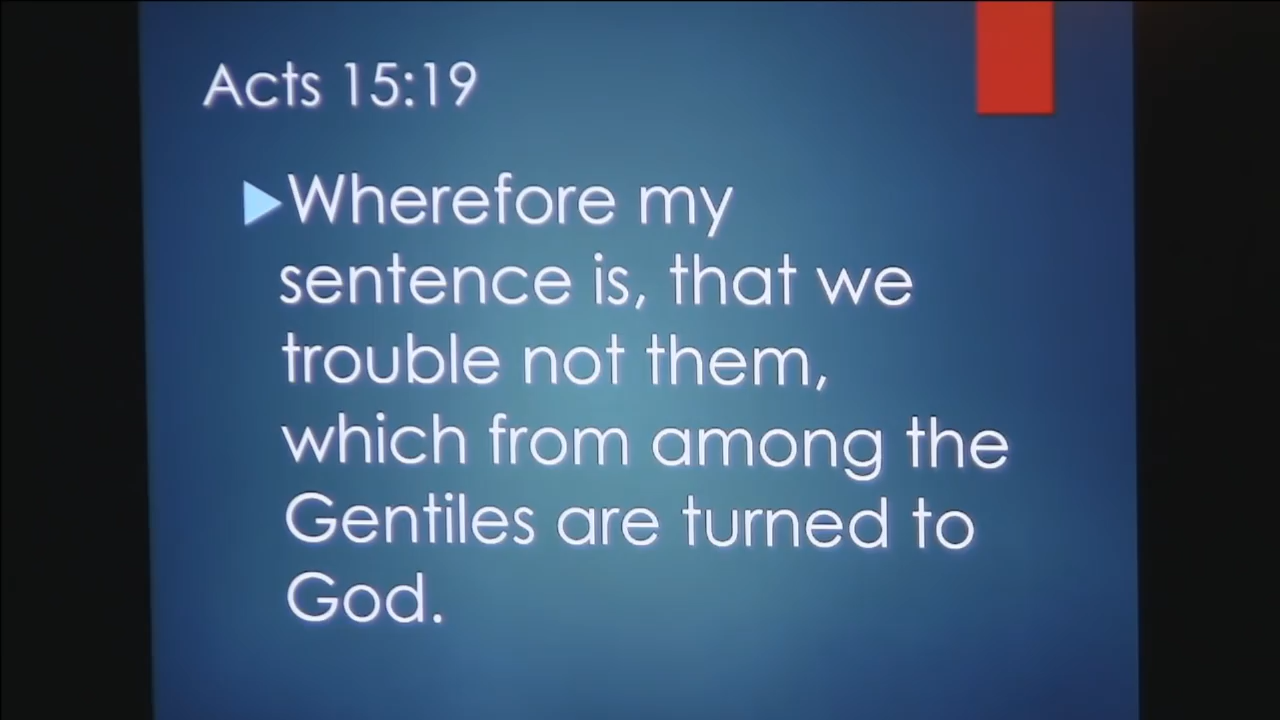 Acts 15:19
Wherefore my
sentence is, that we
trouble not them,
which from among the
Gentiles are turned to
God.